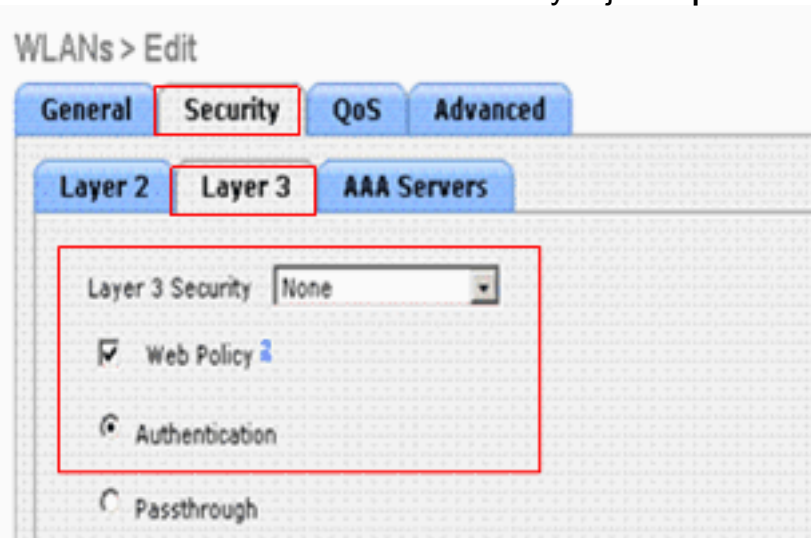 WLANs > Edit
General Security QoS Advanced
Layer 2 Layer 3 AAA Servers
Layer 3 Security None
Web Policy 2
Authentication
Passthrough